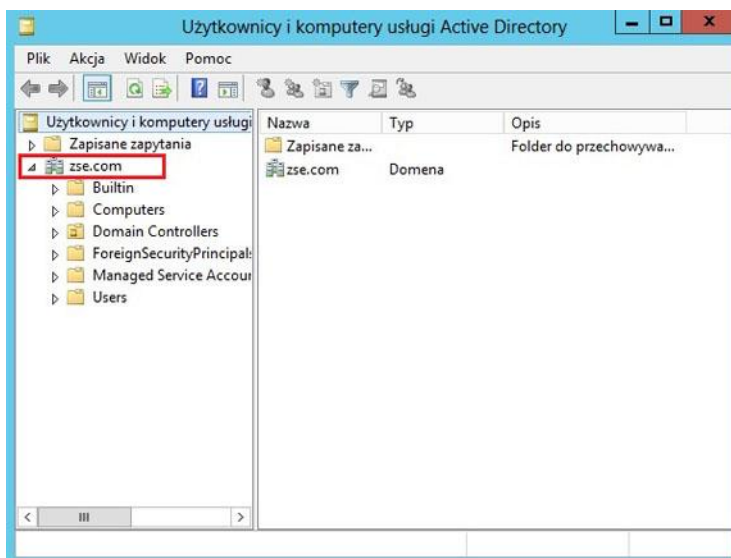 Użytkownicy i komputery usługi Active Directory
Plik Akcja Widok Pomoc
Użytkownicy i komputery usługi
Zapisane zapytania
zse.com
Builtin
Computers
Domain Controllers
ForeignSecurityPrincipals
Managed Service Accour
Users
Nazwa Typ Opis
Zapisane za... Folder do przechowywa...
zse.com Domena